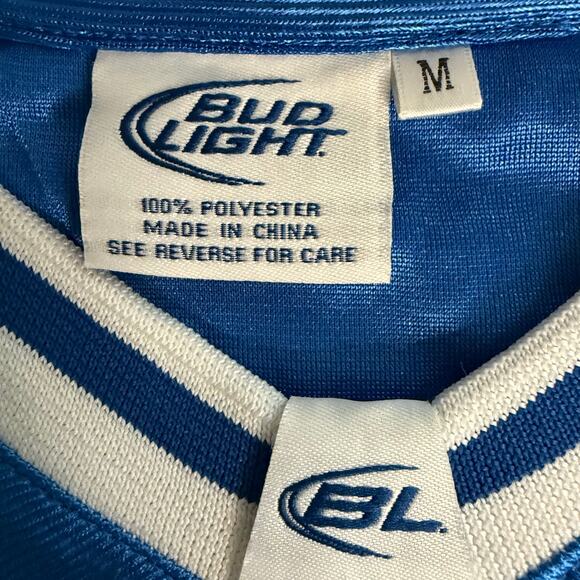 BUD
LIGHT.
M
100% POLYESTER
MADE IN CHINA
SEE REVERSE FOR CARE
BL.